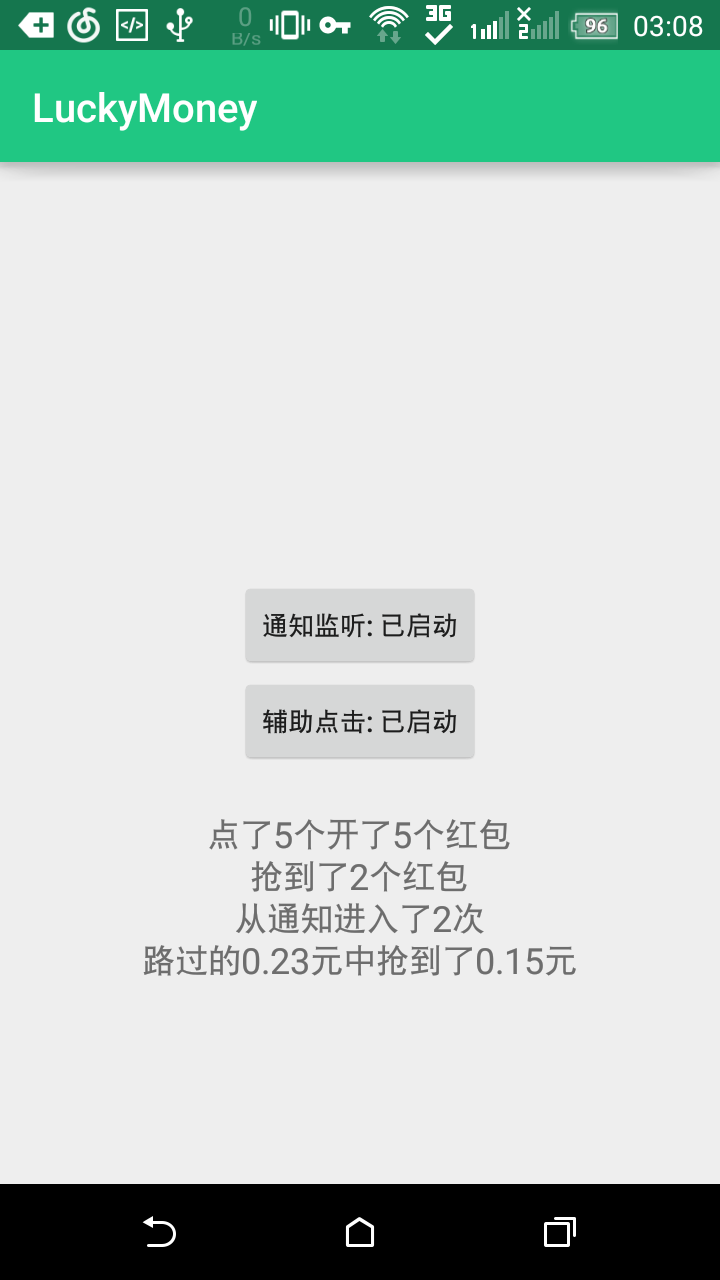 0
B/s
3G
1
2
96
03:08
LuckyMoney
通知监听: 已启动
辅助点击: 已启动
点了5个开了5个红包
抢到了2个红包
从通知进入了2次
路过的0.23元中抢到了0.15元